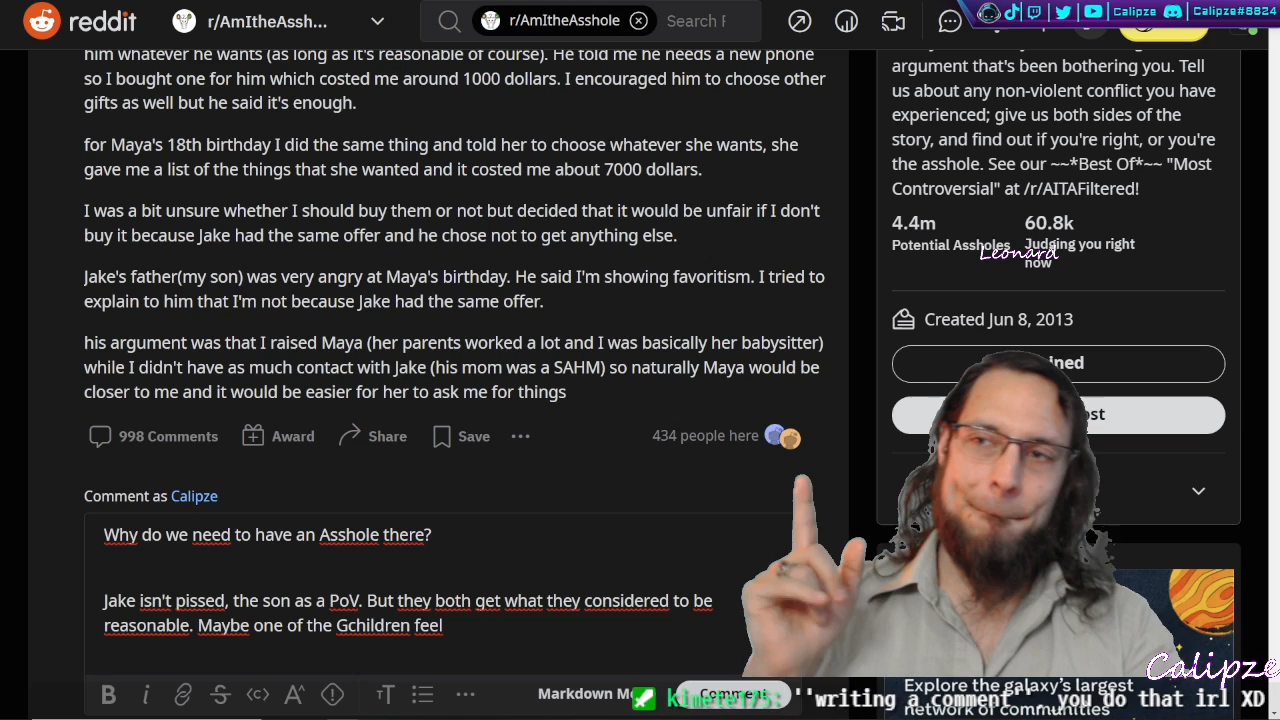 reddit
r/AmItheAssh...
r/AmItheAsshole
Search
Calipze
Calipze#8824
him whatever he wants (as long as it's reasonable of course). He told me he needs a new phone
so I bought one for him which costed me around 1000 dollars. I encouraged him to choose other
gifts as well but he said it's enough.
for Maya's 18th birthday I did the same thing and told her to choose whatever she wants, she
gave me a list of the things that she wanted and it costed me about 7000 dollars.
I was a bit unsure whether I should buy them or not but decided that it would be unfair if I don't
buy it because Jake had the same offer and he chose not to get anything else.
Jake's father(my son) was very angry at Maya's birthday. He said I'm showing favoritism. I tried to
explain to him that I'm not because Jake had the same offer.
his argument was that I raised Maya (her parents worked a lot and I was basically her babysitter)
while I didn't have as much contact with Jake (his mom was a SAHM) so naturally Maya would be
closer to me and it would be easier for her to ask me for things
998 Comments
Award
Share
Save
434 people here
Comment as Calipze
Why do we need to have an Asshole there?
Jake isn't pissed, the son as a PoV. But they both get what they considered to be
reasonable. Maybe one of the Gchildren feel
Markdown
Comment
argument that's been bothering you. Tell
us about any non-violent conflict you have
experienced; give us both sides of the
story, and find out if you're right, or you're
the asshole. See our ~~*Best Of*~~ "Most
Controversial" at /r/AITAFiltered!
4.4m
60.8k
Potential Assholes
Judging you right
now
Leonard
Created Jun 8, 2013
Calipze
Explore the galaxy's largest
network of communities
''writing a comment'', you do that irl XD